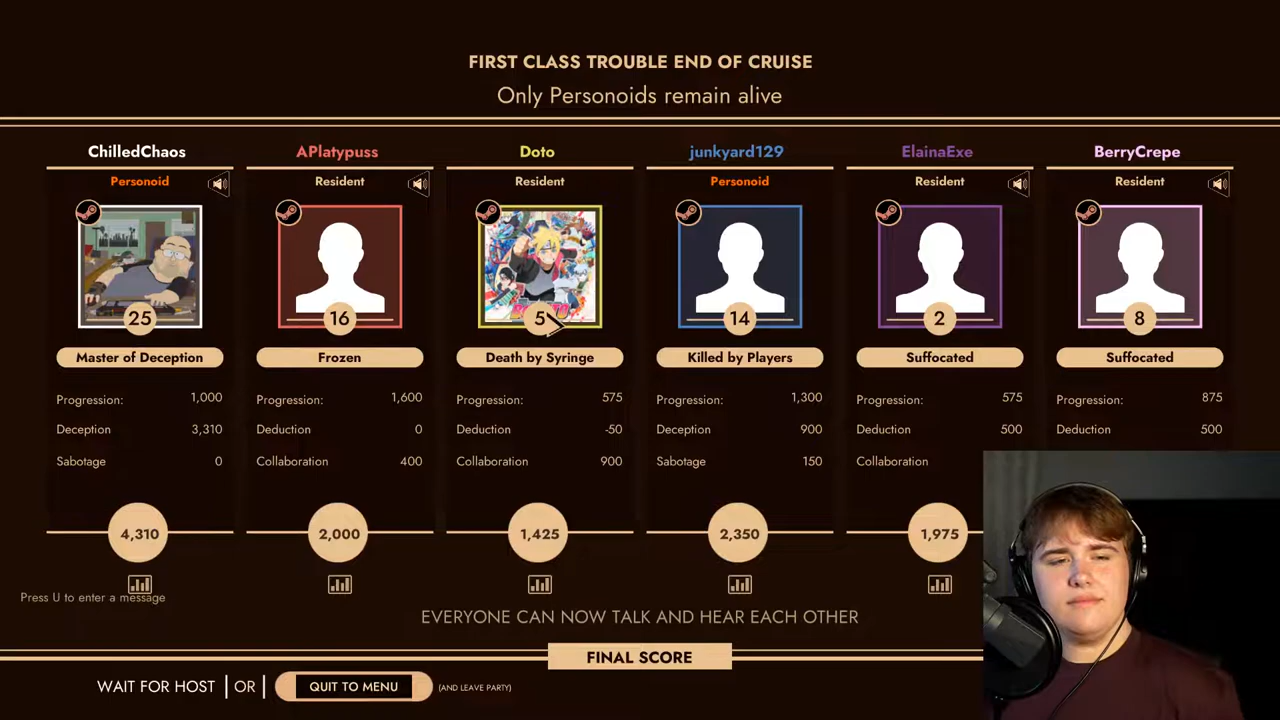 FIRST CLASS TROUBLE END OF CRUISE
Only Personoids remain alive
ChilledChaos
Personoid
25
Master of Deception
Progression: 1,000
Deception 3,310
Sabotage 0
4,310
APlatypuss
Resident
16
Frozen
Progression: 1,600
Deduction 0
Collaboration 400
2,000
Doto
Resident
5
Death by Syringe
Progression: 575
Deduction -50
Collaboration 900
1,425
junkyard129
Personoid
14
Killed by Players
Progression: 1,300
Deception 900
Sabotage 150
2,350
ElainaExe
Resident
2
Suffocated
Progression: 575
Deduction 500
Collaboration
1,975
BerryCrepe
Resident
8
Suffocated
Progression: 875
Deduction 500
Press U to enter a message
EVERYONE CAN NOW TALK AND HEAR EACH OTHER
FINAL SCORE
WAIT FOR HOST | OR | QUIT TO MENU (AND LEAVE PARTY)